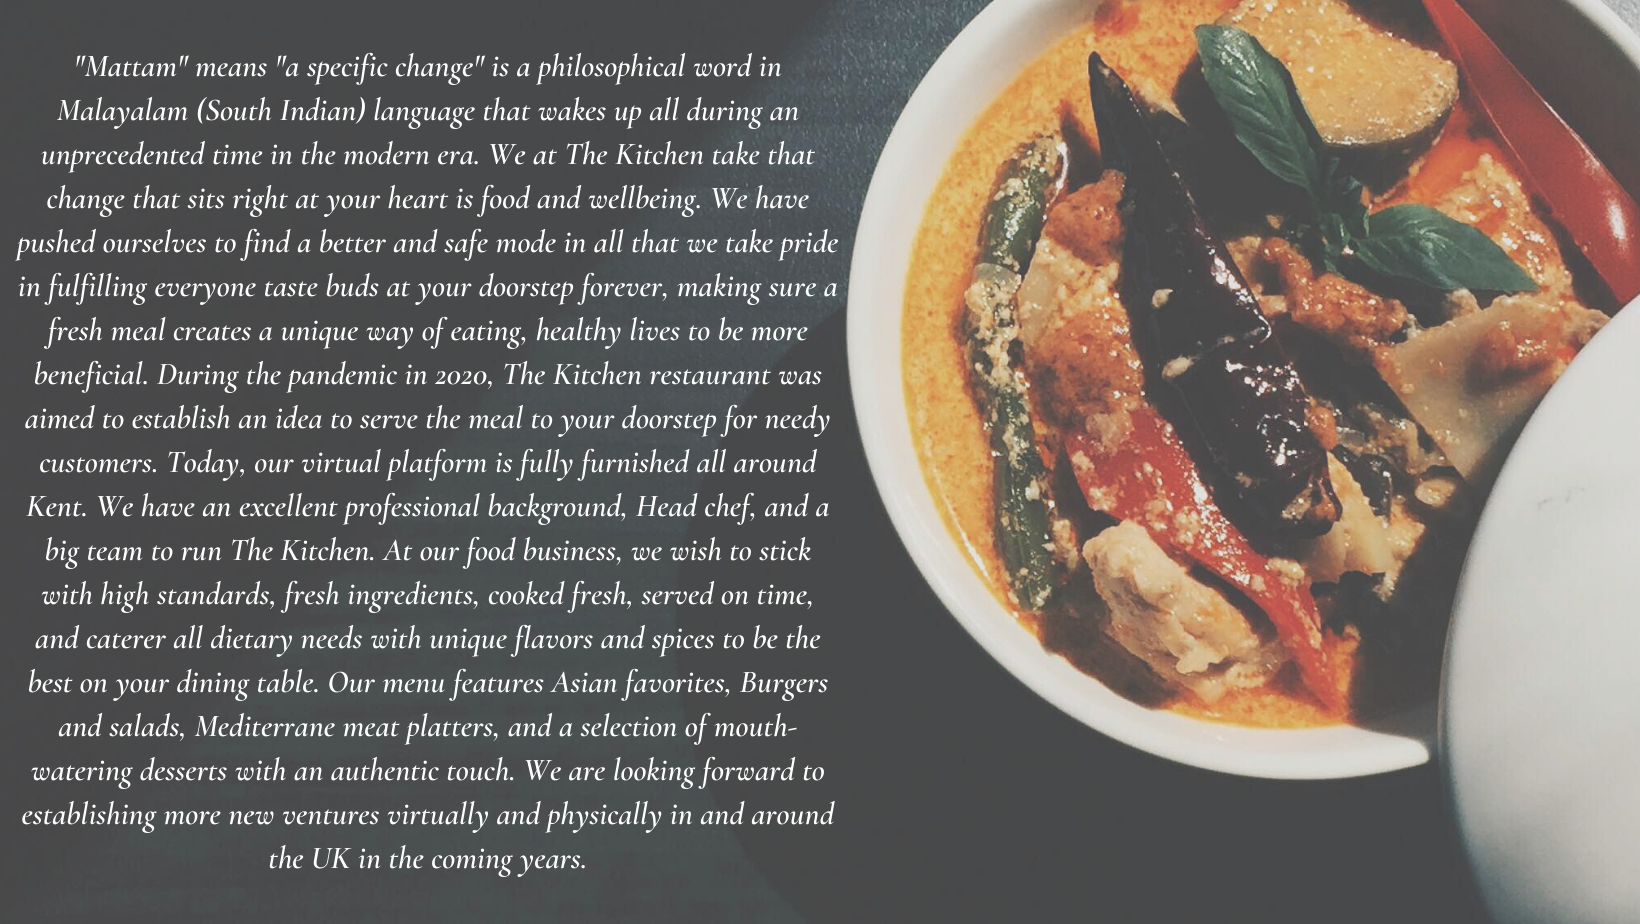 "Mattam" means "a specific change" is a philosophical word in
Malayalam (South Indian) language that wakes up all during an
unprecedented time in the modern era. We at The Kitchen take that
change that sits right at your heart is food and wellbeing. We have
pushed ourselves to find a better and safe mode in all that we take pride
in fulfilling everyone taste buds at your doorstep forever, making sure a
fresh meal creates a unique way of eating, healthy lives to be more
beneficial. During the pandemic in 2020, The Kitchen restaurant was
aimed to establish an idea to serve the meal to your doorstep for needy
customers. Today, our virtual platform is fully furnished all around
Kent. We have an excellent professional background, Head chef, and a
big team to run The Kitchen. At our food business, we wish to stick
with high standards, fresh ingredients, cooked fresh, served on time,
and caterer all dietary needs with unique flavors and spices to be the
best on your dining table. Our menu features Asian favorites, Burgers
and salads, Mediterrane meat platters, and a selection of mouth-
watering desserts with an authentic touch. We are looking forward to
establishing more new ventures virtually and physically in and around
the UK in the coming years.